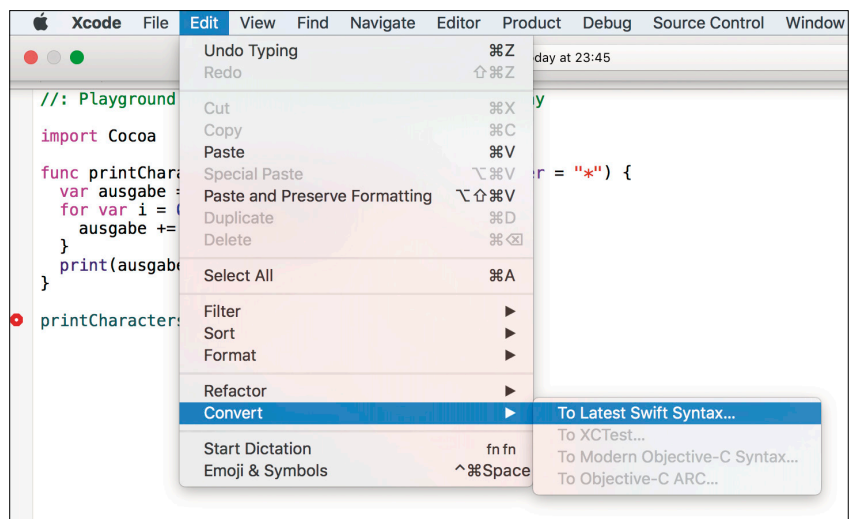 Xcode File Edit View Find Navigate Editor Product Debug Source Control Window
Undo Typing ⌘Z
day at 23:45
Redo ⇧⌘Z
//: Playground
Cut ⌘X
Copy ⌘C
import Cocoa
Paste ⌘V
func printChara = "*") {
Special Paste ⌥⌘V
var ausgabe =
Paste and Preserve Formatting ⌥⇧⌘V
for var i =
Duplicate ⌘D
ausgabe +=
Delete ⌘⌫
}
print(ausgabe
Select All ⌘A
}
Filter ▶
printCharacters
Sort ▶
Format ▶
Refactor ▶
Convert ▶
To Latest Swift Syntax...
To XCTest...
Start Dictation fn fn
To Modern Objective-C Syntax...
Emoji & Symbols ^⌘Space
To Objective-C ARC...